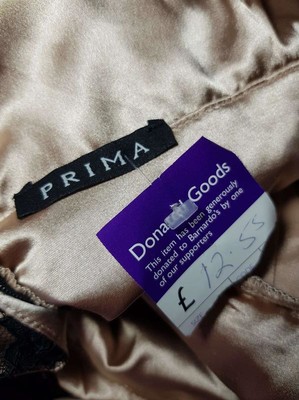 PRIMA
Donated Goods
This item has been generously
donated to Barnardo's by one
of our supporters
£ 12.55